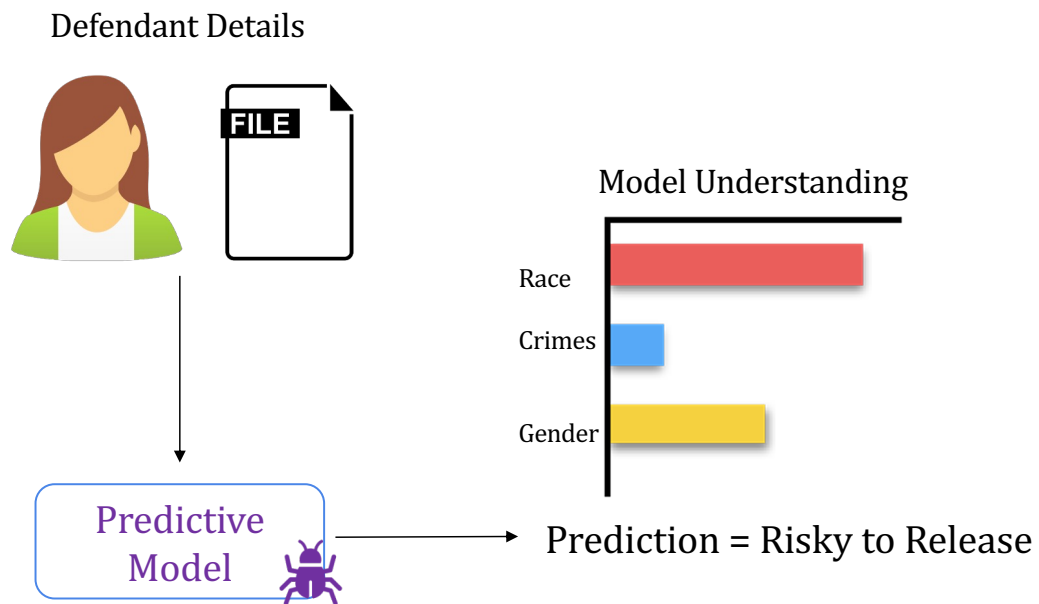 Defendant Details
FILE
Model Understanding
Race
Crimes
Gender
Predictive
Model
Prediction = Risky to Release